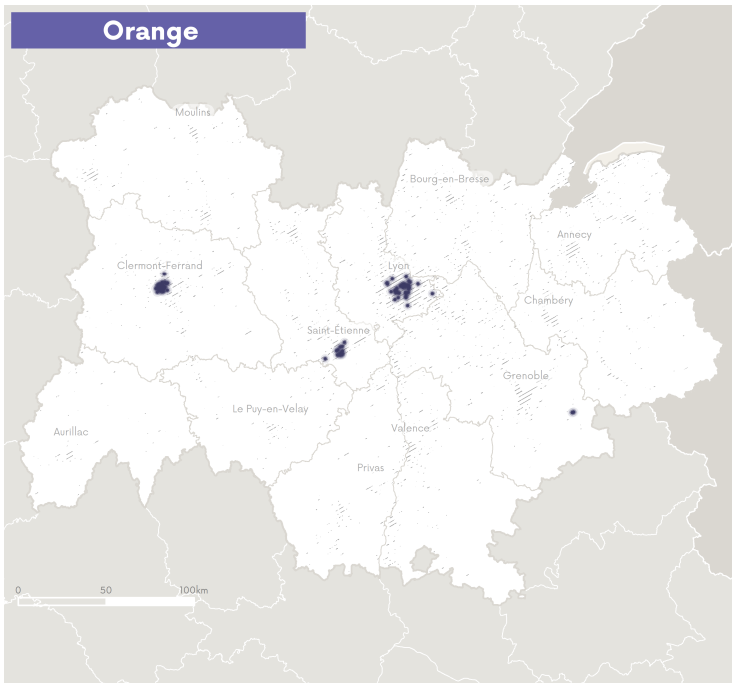 Orange
Moulins
Bourg-en-Bresse
Annecy
Clermont-Ferrand
Lyon
Chambéry
Saint-Étienne
Grenoble
Le Puy-en-Velay
Aurillac
Valence
Privas
0 50 100km